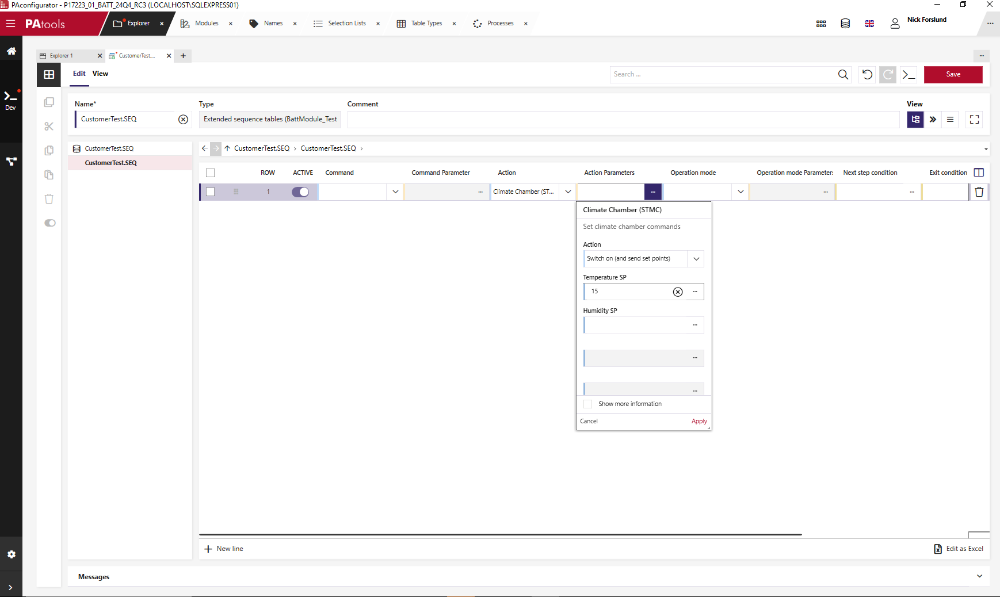 PAconfigurator - P17223_01_BATT_24Q4_RC3 (LOCALHOST\SQLEXPRESS01)
PAtools
Explorer
Modules
Names
Selection Lists
Table Types
Processes
Nick Forslund
Dev
Explorer 1
CustomerTest....
Edit View
Search ...
Save
Name*
Type
Comment
View
CustomerTest.SEQ
Extended sequence tables (BattModule_Test
CustomerTest.SEQ
CustomerTest.SEQ
CustomerTest.SEQ › CustomerTest.SEQ ›
ROW ACTIVE Command Command Parameter Action Action Parameters Operation mode Operation mode Parameters Next step condition Exit condition
1 Climate Chamber (ST...
Climate Chamber (STMC)
Set climate chamber commands
Action
Switch on (and send set points)
Temperature SP
15
Humidity SP
Show more information
Cancel Apply
New line
Edit as Excel
Messages